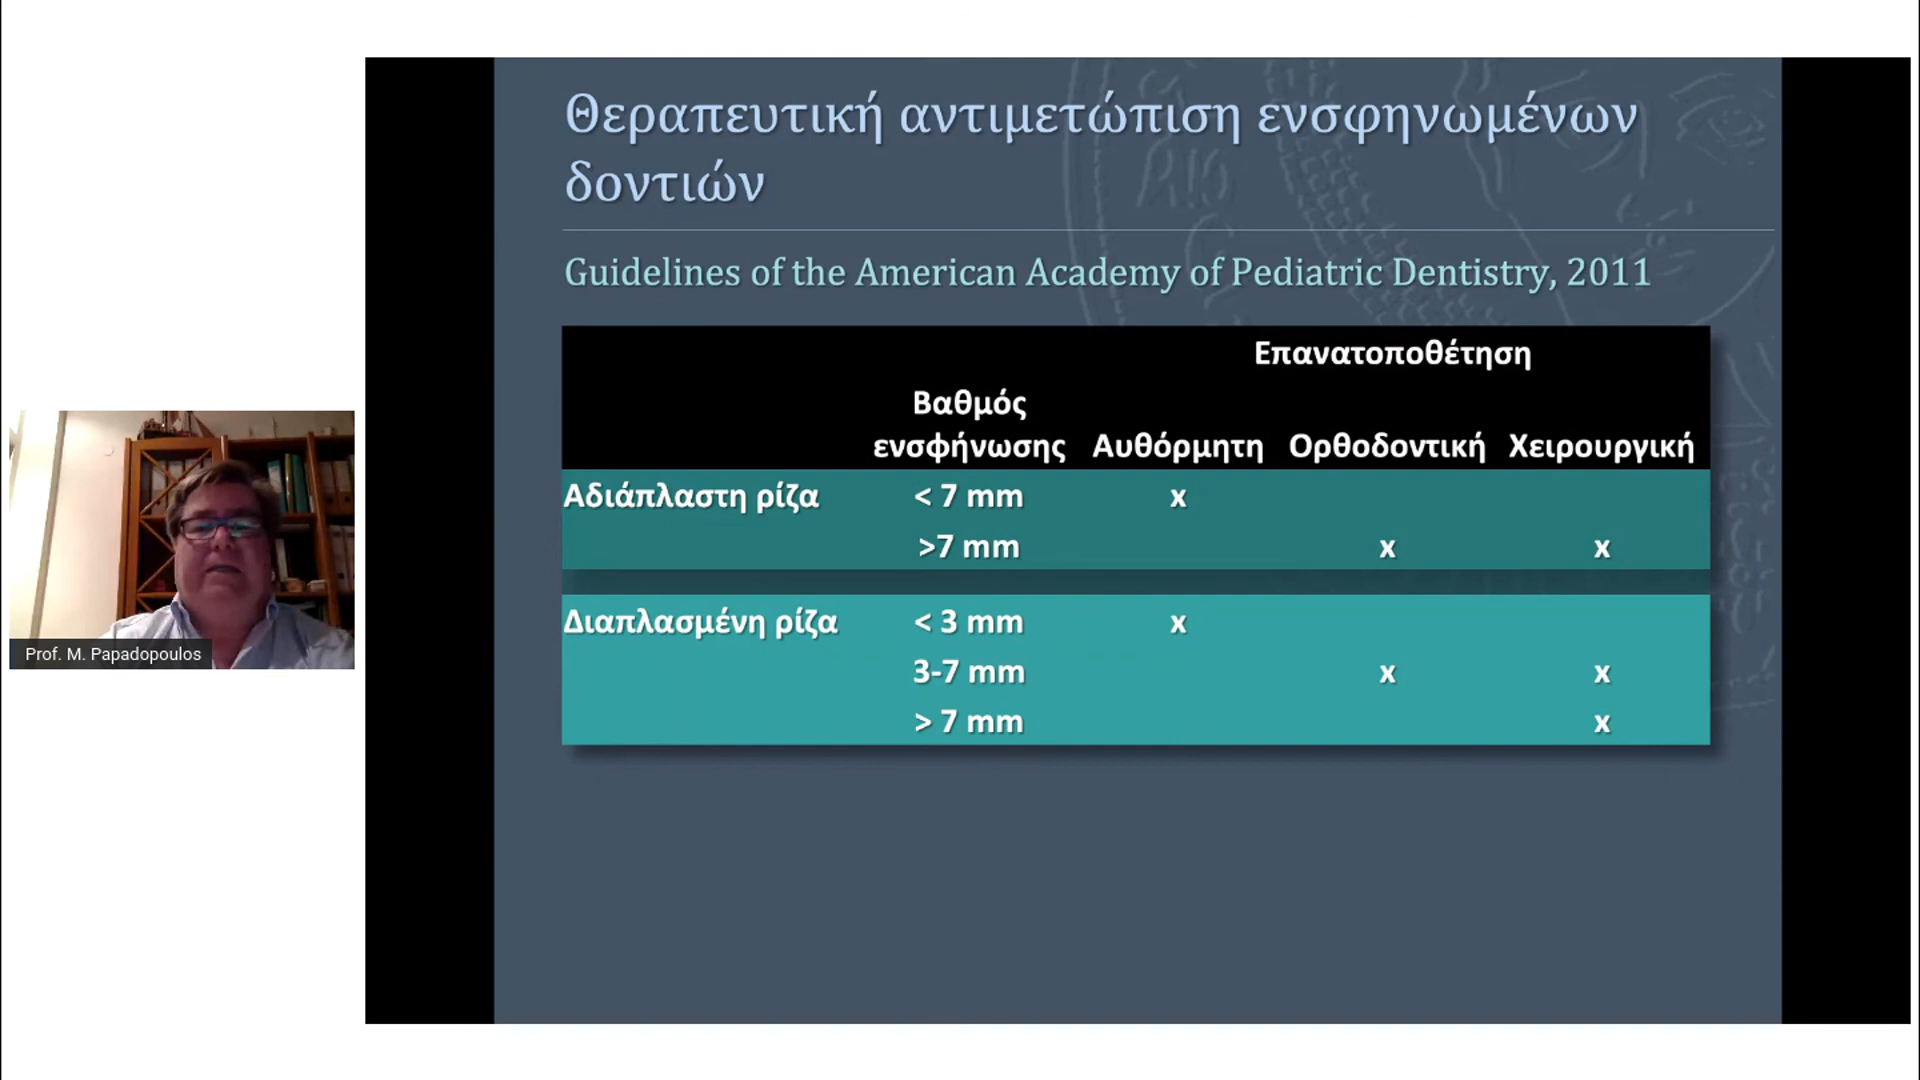 Θεραπευτική αντιμετώπιση ενσφηνωμένων
δοντιών
Guidelines of the American Academy of Pediatric Dentistry, 2011
Επανατοποθέτηση
Βαθμός
ενσφήνωσης Αυθόρμητη Ορθοδοντική Χειρουργική
Αδιάπλαστη ρίζα < 7 mm x
>7 mm x x
Διαπλασμένη ρίζα < 3 mm x
3-7 mm x x
> 7 mm x
Prof. M. Papadopoulos